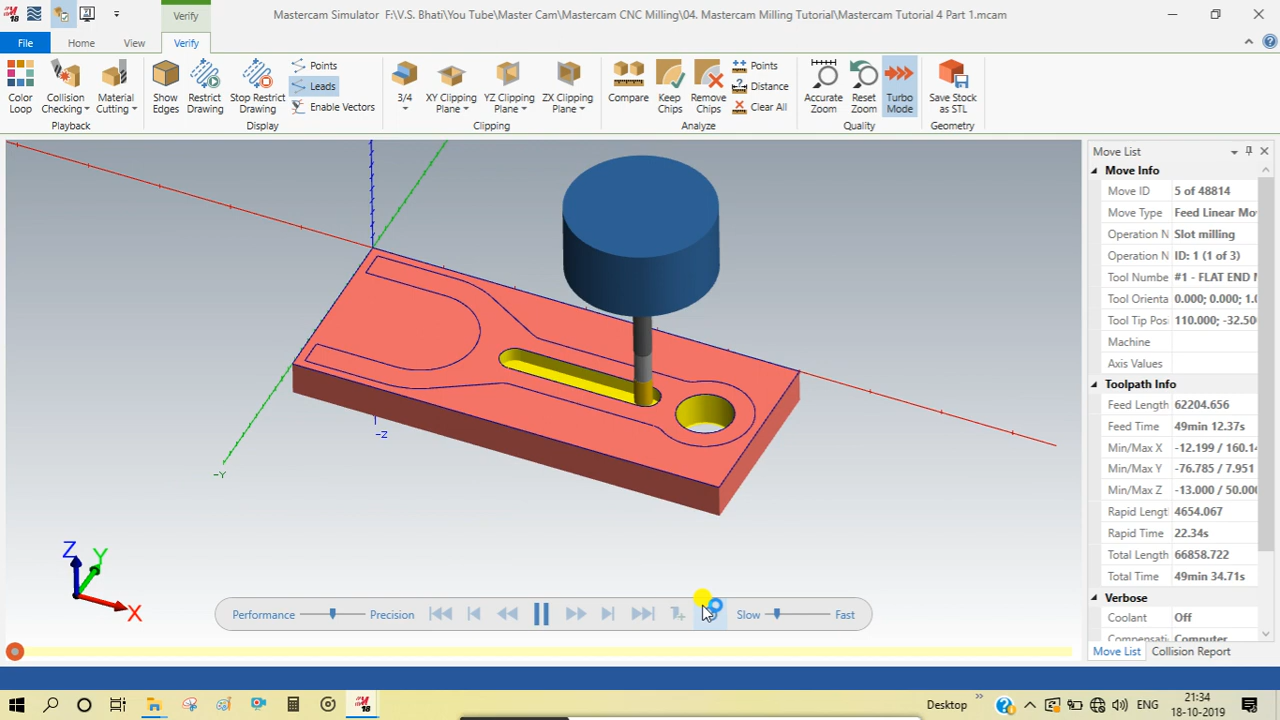 Verify
Mastercam Simulator F:\V.S. Bhati\You Tube\Master Cam\Mastercam CNC Milling\04. Mastercam Milling Tutorial\Mastercam Tutorial 4 Part 1.mcam
File Home View Verify
Color Loop
Collision Checking
Material Cutting
Playback
Show Edges
Restrict Drawing
Stop Restrict Drawing
Points
Leads
Enable Vectors
Display
3/4
XY Clipping Plane
YZ Clipping Plane
ZX Clipping Plane
Clipping
Compare
Keep Chips
Remove Chips
Points
Distance
Clear All
Analyze
Accurate Zoom
Reset Zoom
Turbo Mode
Quality
Save Stock as STL
Geometry
Move List
Move Info
Move ID 5 of 48814
Move Type Feed Linear Mo
Operation N Slot milling
Operation N ID: 1 (1 of 3)
Tool Numbe #1 - FLAT END
Tool Orienta 0.000; 0.000; 1.0
Tool Tip Pos 110.000; -32.50
Machine
Axis Values
Toolpath Info
Feed Length 62204.656
Feed Time 49min 12.37s
Min/Max X -12.199 / 160.14
Min/Max Y -76.785 / 7.951
Min/Max Z -13.000 / 50.000
Rapid Lengt 4654.067
Rapid Time 22.34s
Total Length 66858.722
Total Time 49min 34.71s
Verbose
Coolant Off
Compensati Computer
Move List Collision Report
-Z
-Y
Z
Y
X
Performance Precision Slow Fast
Desktop » ENG 21:34
18-10-2019